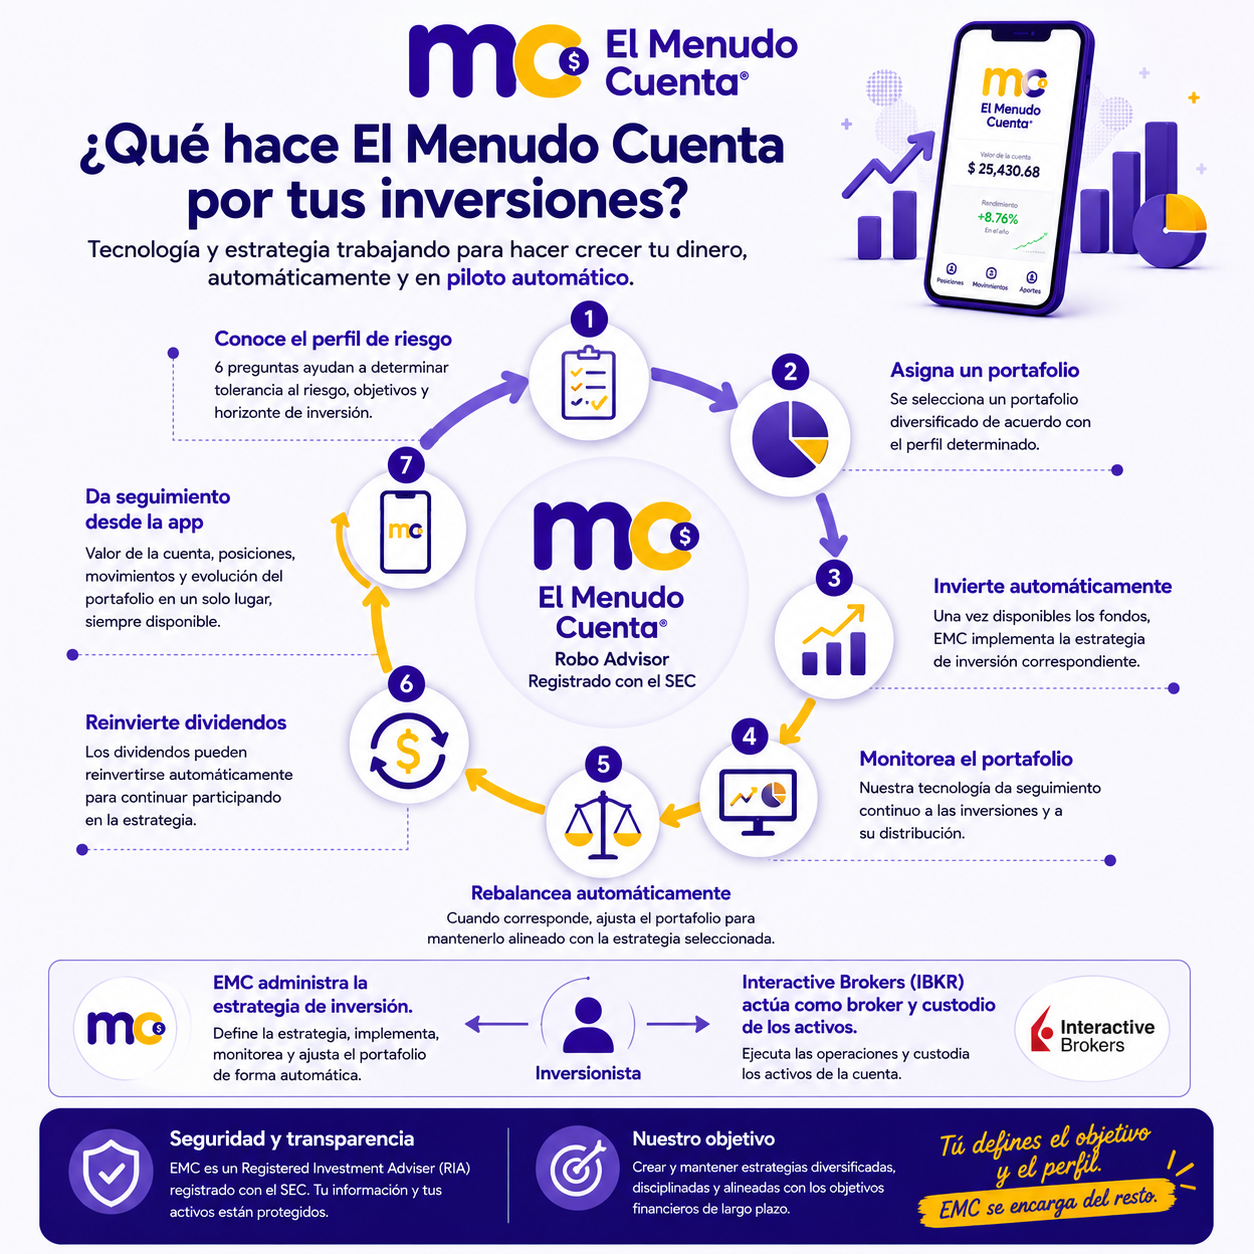 mc$
El Menudo
Cuenta®
¿Qué hace El Menudo Cuenta
por tus inversiones?
Tecnología y estrategia trabajando para hacer crecer tu dinero,
automáticamente y en piloto automático.
mc
El Menudo
Cuenta
Valor de la cuenta
$ 25,430.68
Rendimiento
+8.76%
En el año
Posiciones
Movimientos
Aportes
1
Conoce el perfil de riesgo
6 preguntas ayudan a determinar
tolerancia al riesgo, objetivos y
horizonte de inversión.
2
Asigna un portafolio
Se selecciona un portafolio
diversificado de acuerdo con
el perfil determinado.
3
Invierte automáticamente
Una vez disponibles los fondos,
EMC implementa la estrategia
de inversión correspondiente.
4
Monitorea el portafolio
Nuestra tecnología da seguimiento
continuo a las inversiones y a
su distribución.
5
Rebalancea automáticamente
Cuando corresponde, ajusta el portafolio para
mantenerlo alineado con la estrategia seleccionada.
6
$
Reinvierte dividendos
Los dividendos pueden
reinvertirse automáticamente
para continuar participando
en la estrategia.
7
mc
Da seguimiento
desde la app
Valor de la cuenta, posiciones,
movimientos y evolución del
portafolio en un solo lugar,
siempre disponible.
mc$
El Menudo
Cuenta®
Robo Advisor
Registrado con el SEC
mc$
EMC administra la
estrategia de inversión.
Define la estrategia, implementa,
monitorea y ajusta el portafolio
de forma automática.
Inversionista
Interactive Brokers (IBKR)
actúa como broker y custodio
de los activos.
Ejecuta las operaciones y custodia
los activos de la cuenta.
Interactive
Brokers
Seguridad y transparencia
EMC es un Registered Investment Adviser (RIA)
registrado con el SEC. Tu información y tus
activos están protegidos.
Nuestro objetivo
Crear y mantener estrategias diversificadas,
disciplinadas y alineadas con los objetivos
financieros de largo plazo.
Tú defines el objetivo
y el perfil.
EMC se encarga del resto.